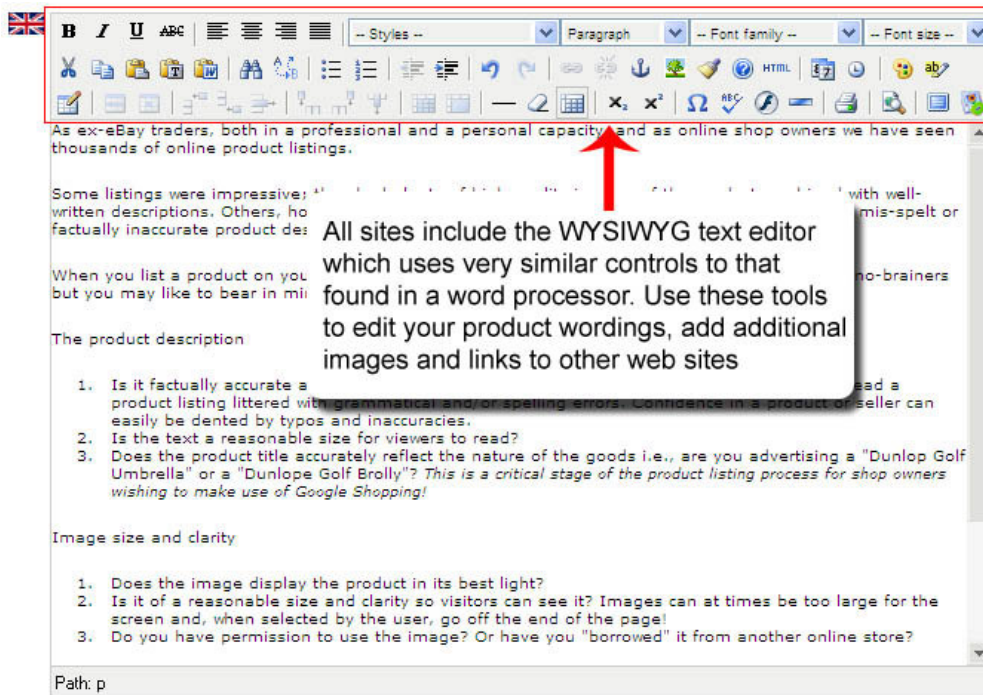 B I U ABC -- Styles -- Paragraph -- Font family -- -- Font size --
HTML
As ex-eBay traders, both in a professional and a personal capacity, and as online shop owners we have seen
thousands of online product listings.
Some listings were impressive; with well-
written descriptions. Others, mis-spelt or
factually inaccurate product
When you list a product on no-brainers
but you may like to bear in
All sites include the WYSIWYG text editor
which uses very similar controls to that
found in a word processor. Use these tools
to edit your product wordings, add additional
images and links to other web sites
The product description
1. Is it factually accurate a
product listing littered with grammatical and/or spelling errors. Confidence in a product or seller can
easily be dented by typos and inaccuracies.
2. Is the text a reasonable size for viewers to read?
3. Does the product title accurately reflect the nature of the goods i.e., are you advertising a "Dunlop Golf
Umbrella" or a "Dunlope Golf Brolly"? This is a critical stage of the product listing process for shop owners
wishing to make use of Google Shopping!
Image size and clarity
1. Does the image display the product in its best light?
2. Is it of a reasonable size and clarity so visitors can see it? Images can at times be too large for the
screen and, when selected by the user, go off the end of the page!
3. Do you have permission to use the image? Or have you "borrowed" it from another online store?
Path: p